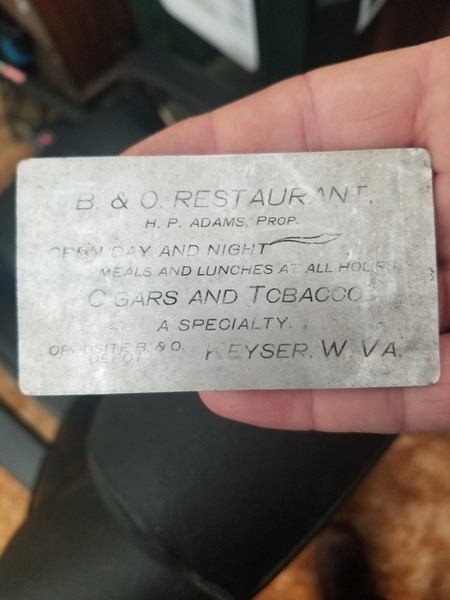 B. & O. RESTAURANT.
H. P. ADAMS, PROP.
OPEN DAY AND NIGHT
MEALS AND LUNCHES AT ALL HOURS.
CIGARS AND TOBACCO
A SPECIALTY.
OPPOSITE B. & O.
DEPOT
KEYSER, W. VA.